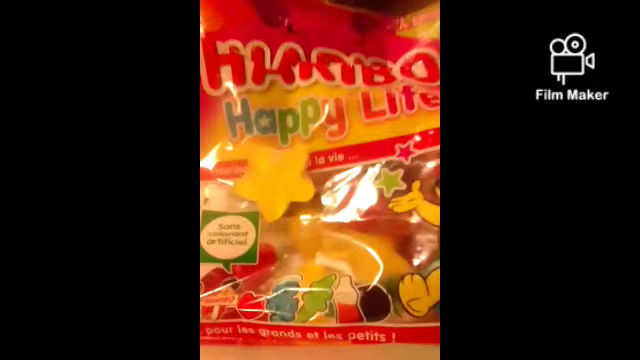 HARIBO
Happy Life
la vie ...
Sans
colorant
artificiel
pour les grands et les petits !
Film Maker